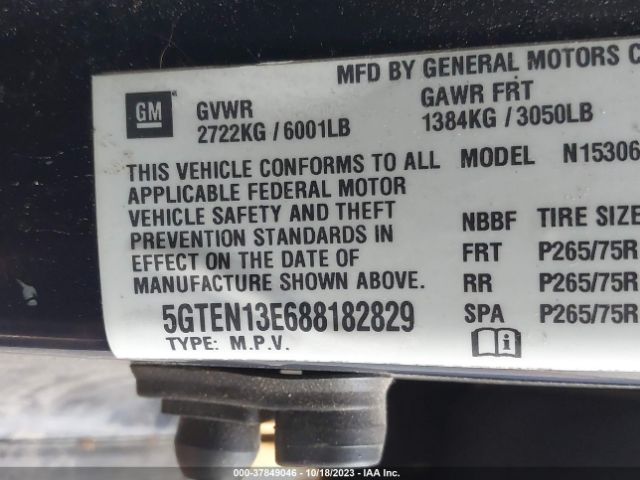 MFD BY GENERAL MOTORS C
GM
GVWR
2722KG / 6001LB
GAWR FRT
1384KG / 3050LB
THIS VEHICLE CONFORMS TO ALL
APPLICABLE FEDERAL MOTOR
VEHICLE SAFETY AND THEFT
PREVENTION STANDARDS IN
EFFECT ON THE DATE OF
MANUFACTURE SHOWN ABOVE.
5GTEN13E688182829
TYPE: M.P.V.
MODEL N15306
NBBF TIRE SIZE
FRT P265/75R
RR P265/75R
SPA P265/75R
i
000-37849046 - 10/18/2023 - IAA Inc.